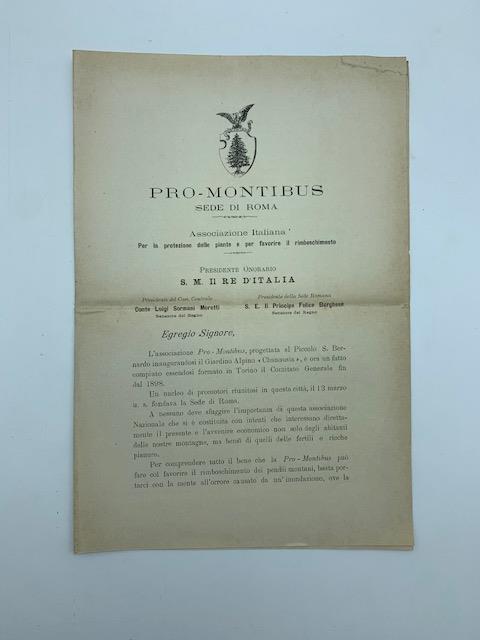 PRO-MONTIBUS
SEDE DI ROMA
Associazione Italiana
Per la protezione delle piante e per favorire il rimboschimento
PRESIDENTE ONORARIO
S. M. Il RE D'ITALIA
Presidente del Con. Centrale
Conte Luigi Sormani Moretti
Senatore del Regno
Presidente della Sede Romana
S. E. Il Principe Felice Borghese
Senatore del Regno
Egregio Signore,
L'associazione Pro-Montibus, progettata al Piccolo S. Ber-
nardo inaugurandosi il Giardino Alpino « Chanousia », è ora un fatto
compiuto essendosi formato in Torino il Comitato Generale fin
dal 1898.
Un nucleo di promotori riunitosi in questa città, il 13 marzo
u. s. fondava la Sede di Roma.
A nessuno deve sfuggire l'importanza di questa associazione
Nazionale che si è costituita con intenti che interessano diretta-
mente il presente e l'avvenire economico non solo degli abitanti
delle nostre montagne, ma bensì di quelli delle fertili e ricche
pianure.
Per comprendere tutto il bene che la Pro-Montibus può
fare col favorire il rimboschimento dei pendii montani, basta por-
tarci con la mente all'orrore causato da un'inondazione, ove la